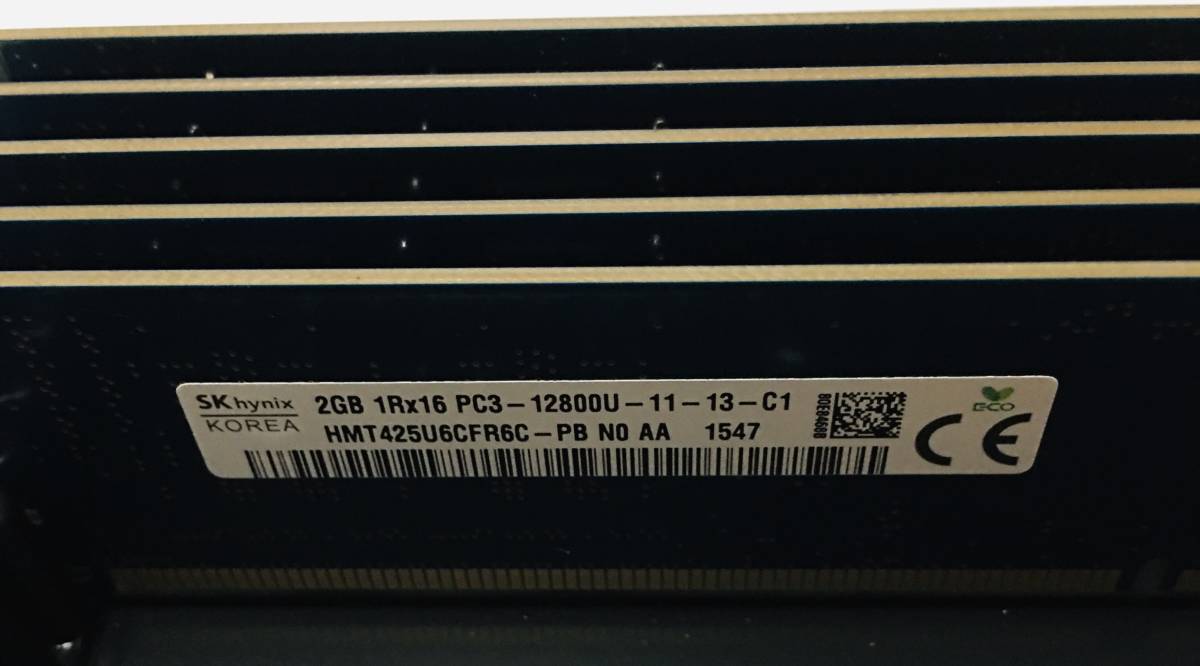 SK hynix
KOREA
2GB 1Rx16 PC3-12800U-11-13-C1
HMT425U6CFR6C-PB N0 AA 1547
ECO
CE